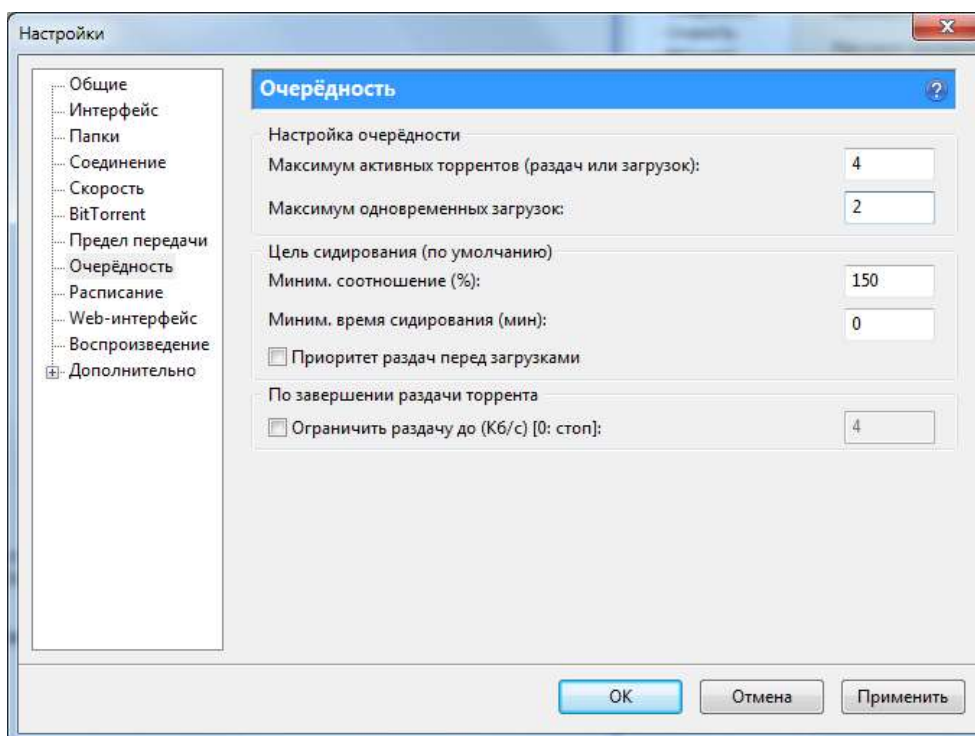 Настройки
Общие
Интерфейс
Папки
Соединение
Скорость
BitTorrent
Предел передачи
Очерёдность
Расписание
Web-интерфейс
Воспроизведение
Дополнительно
Очерёдность
Настройка очерёдности
Максимум активных торрентов (раздач или загрузок): 4
Максимум одновременных загрузок: 2
Цель сидирования (по умолчанию)
Миним. соотношение (%): 150
Миним. время сидирования (мин): 0
Приоритет раздач перед загрузками
По завершении раздачи торрента
Ограничить раздачу до (Кб/с) [0: стоп]: 4
OK Отмена Применить